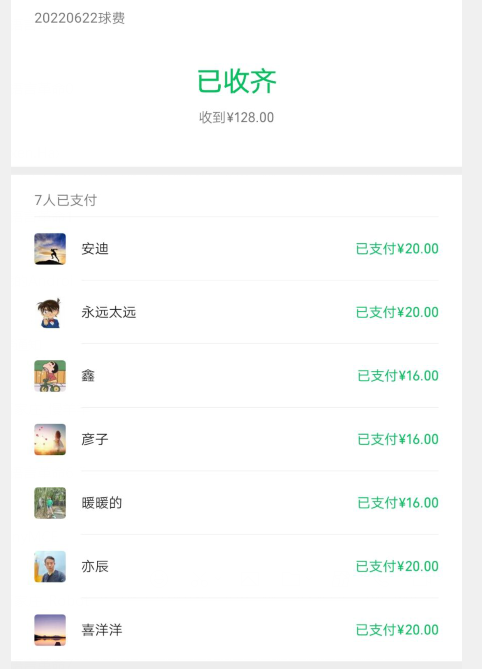 20220622球费
已收齐
收到¥128.00
7人已支付
安迪 已支付¥20.00
永远太远 已支付¥20.00
鑫 已支付¥16.00
彦子 已支付¥16.00
暖暖的 已支付¥16.00
亦辰 已支付¥20.00
喜洋洋 已支付¥20.00